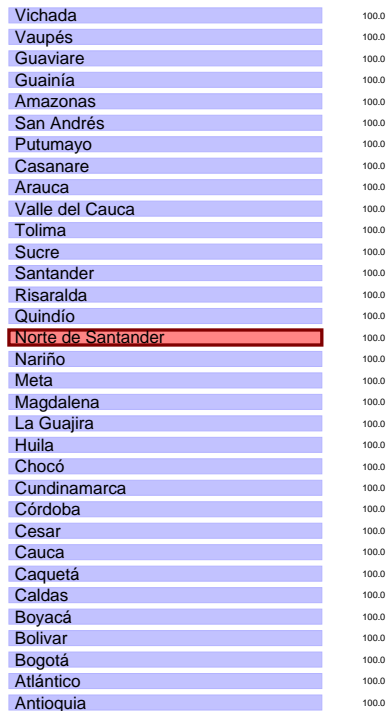 Vichada 100.0
Vaupés 100.0
Guaviare 100.0
Guainía 100.0
Amazonas 100.0
San Andrés 100.0
Putumayo 100.0
Casanare 100.0
Arauca 100.0
Valle del Cauca 100.0
Tolima 100.0
Sucre 100.0
Santander 100.0
Risaralda 100.0
Quindío 100.0
Norte de Santander 100.0
Nariño 100.0
Meta 100.0
Magdalena 100.0
La Guajira 100.0
Huila 100.0
Chocó 100.0
Cundinamarca 100.0
Córdoba 100.0
Cesar 100.0
Cauca 100.0
Caquetá 100.0
Caldas 100.0
Boyacá 100.0
Bolivar 100.0
Bogotá 100.0
Atlántico 100.0
Antioquia 100.0